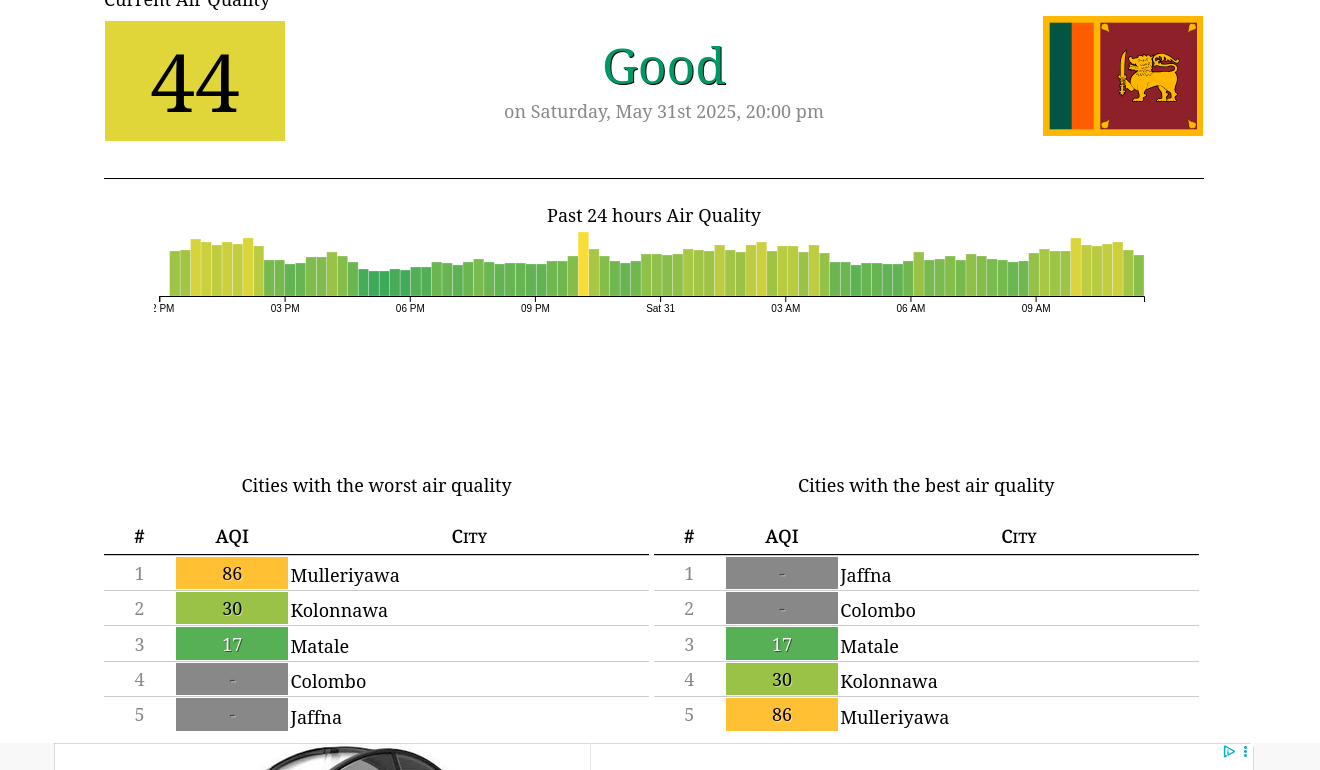 Current Air Quality
44
Good
on Saturday, May 31st 2025, 20:00 pm
Past 24 hours Air Quality
2 PM 03 PM 06 PM 09 PM Sat 31 03 AM 06 AM 09 AM
Cities with the worst air quality
# AQI City
1 86 Mulleriyawa
2 30 Kolonnawa
3 17 Matale
4 - Colombo
5 - Jaffna
Cities with the best air quality
# AQI City
1 - Jaffna
2 - Colombo
3 17 Matale
4 30 Kolonnawa
5 86 Mulleriyawa